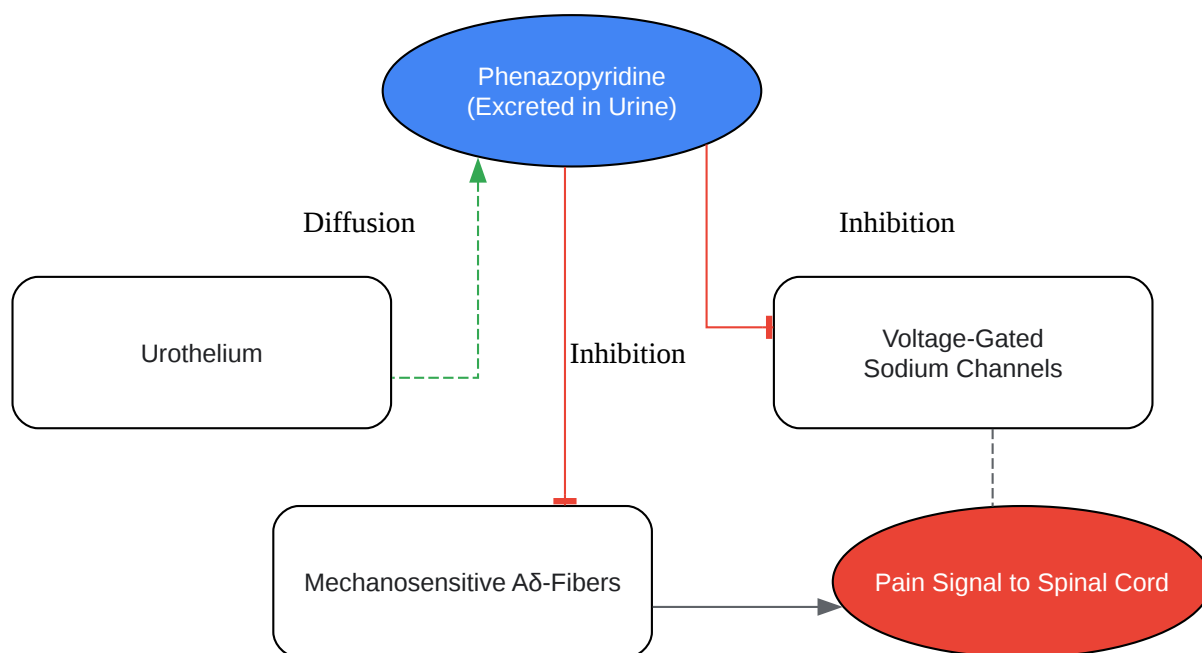 Phenazopyridine
(Excreted in Urine)
Diffusion
Inhibition
Urothelium
Inhibition
Voltage-Gated
Sodium Channels
Mechanosensitive Aδ-Fibers
Pain Signal to Spinal Cord